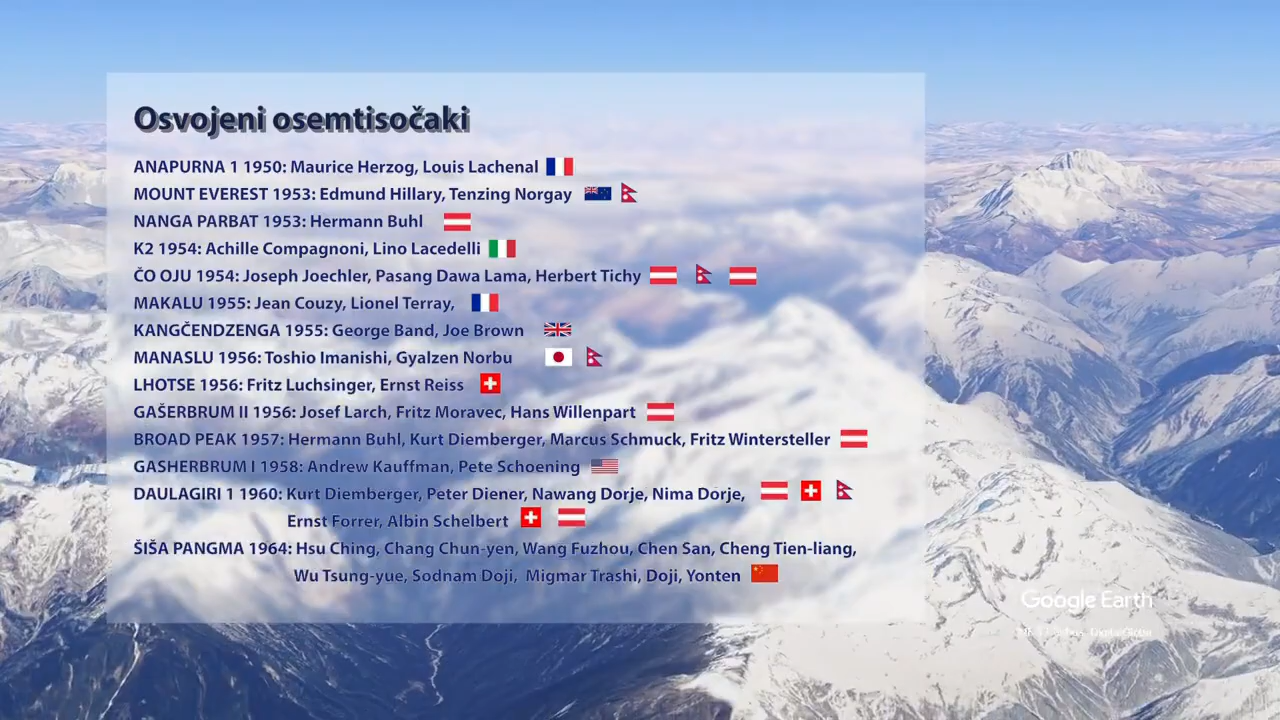 Osvojeni osemtisočaki
ANAPURNA 1 1950: Maurice Herzog, Louis Lachenal
MOUNT EVEREST 1953: Edmund Hillary, Tenzing Norgay
NANGA PARBAT 1953: Hermann Buhl
K2 1954: Achille Compagnoni, Lino Lacedelli
ČO OJU 1954: Joseph Joechler, Pasang Dawa Lama, Herbert Tichy
MAKALU 1955: Jean Couzy, Lionel Terray,
KANGČENDZENGA 1955: George Band, Joe Brown
MANASLU 1956: Toshio Imanishi, Gyalzen Norbu
LHOTSE 1956: Fritz Luchsinger, Ernst Reiss
GAŠERBRUM II 1956: Josef Larch, Fritz Moravec, Hans Willenpart
BROAD PEAK 1957: Hermann Buhl, Kurt Diemberger, Marcus Schmuck, Fritz Wintersteller
GASHERBRUM I 1958: Andrew Kauffman, Pete Schoening
DAULAGIRI 1 1960: Kurt Diemberger, Peter Diener, Nawang Dorje, Nima Dorje,
Ernst Forrer, Albin Schelbert
ŠIŠA PANGMA 1964: Hsu Ching, Chang Chun-yen, Wang Fuzhou, Chen San, Cheng Tien-liang,
Wu Tsung-yue, Sodnam Doji, Migmar Trashi, Doji, Yonten
Google Earth